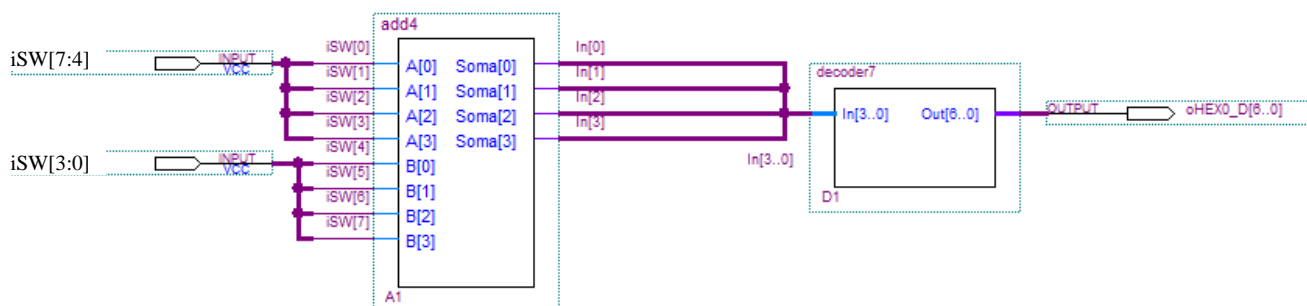 add4
iSW[7:4]
INPUT
VCC
iSW[0]
iSW[1]
iSW[2]
iSW[3]
iSW[4]
iSW[5]
iSW[6]
iSW[7]
iSW[3:0]
INPUT
VCC
A[0] Soma[0]
A[1] Soma[1]
A[2] Soma[2]
A[3] Soma[3]
B[0]
B[1]
B[2]
B[3]
A1
In[0]
In[1]
In[2]
In[3]
In[3..0]
decoder7
In[3..0] Out[6..0]
D1
OUTPUT
oHEX0_D[6..0]